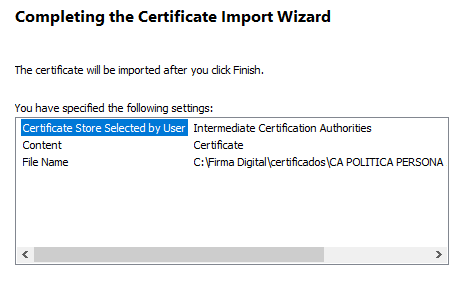 Completing the Certificate Import Wizard
The certificate will be imported after you click Finish.
You have specified the following settings:
Certificate Store Selected by User Intermediate Certification Authorities
Content Certificate
File Name C:\Firma Digital\certificados\CA POLITICA PERSONA